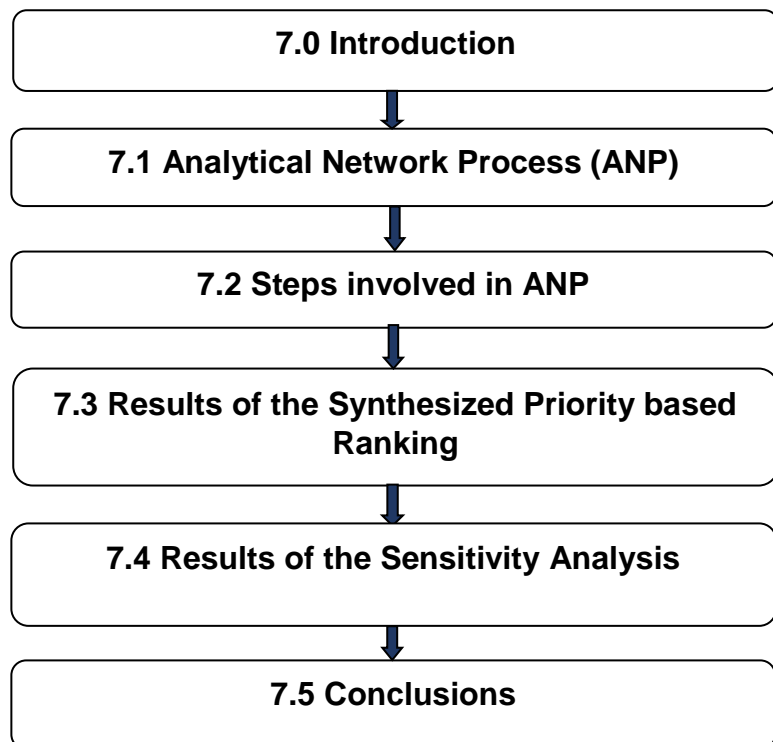 7.0 Introduction
7.1 Analytical Network Process (ANP)
7.2 Steps involved in ANP
7.3 Results of the Synthesized Priority based
Ranking
7.4 Results of the Sensitivity Analysis
7.5 Conclusions